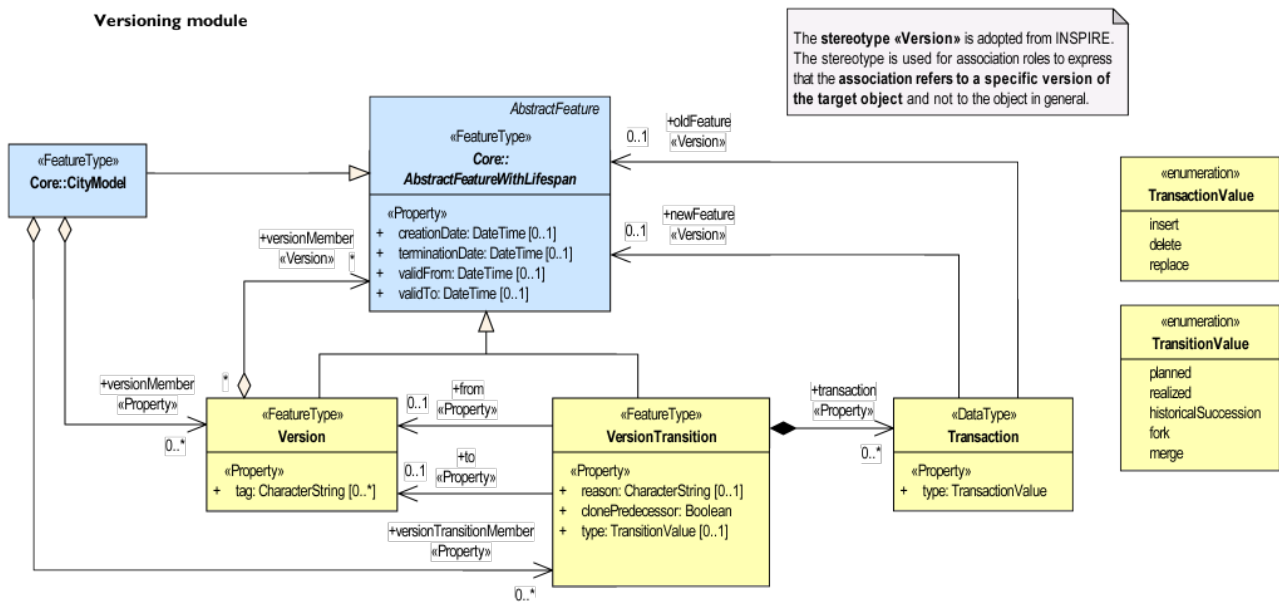 Versioning module
The stereotype «Version» is adopted from INSPIRE.
The stereotype is used for association roles to express
that the association refers to a specific version of
the target object and not to the object in general.
AbstractFeature
«FeatureType»
Core::
AbstractFeatureWithLifespan
«Property»
+ creationDate: DateTime [0..1]
+ terminationDate: DateTime [0..1]
+ validFrom: DateTime [0..1]
+ validTo: DateTime [0..1]
«FeatureType»
Core::CityModel
+oldFeature
0..1
«Version»
+newFeature
0..1
«Version»
+versionMember
«Version»
*
*
«enumeration»
TransactionValue
insert
delete
replace
«enumeration»
TransitionValue
planned
realized
historicalSuccession
fork
merge
+versionMember
«Property»
0..*
«FeatureType»
Version
«Property»
+ tag: CharacterString [0..*]
+from
0..1
«Property»
+to
0..1
«Property»
«FeatureType»
VersionTransition
«Property»
+ reason: CharacterString [0..1]
+ clonePredecessor: Boolean
+ type: TransitionValue [0..1]
+transaction
«Property»
0..*
«DataType»
Transaction
«Property»
+ type: TransactionValue
+versionTransitionMember
«Property»
0..*